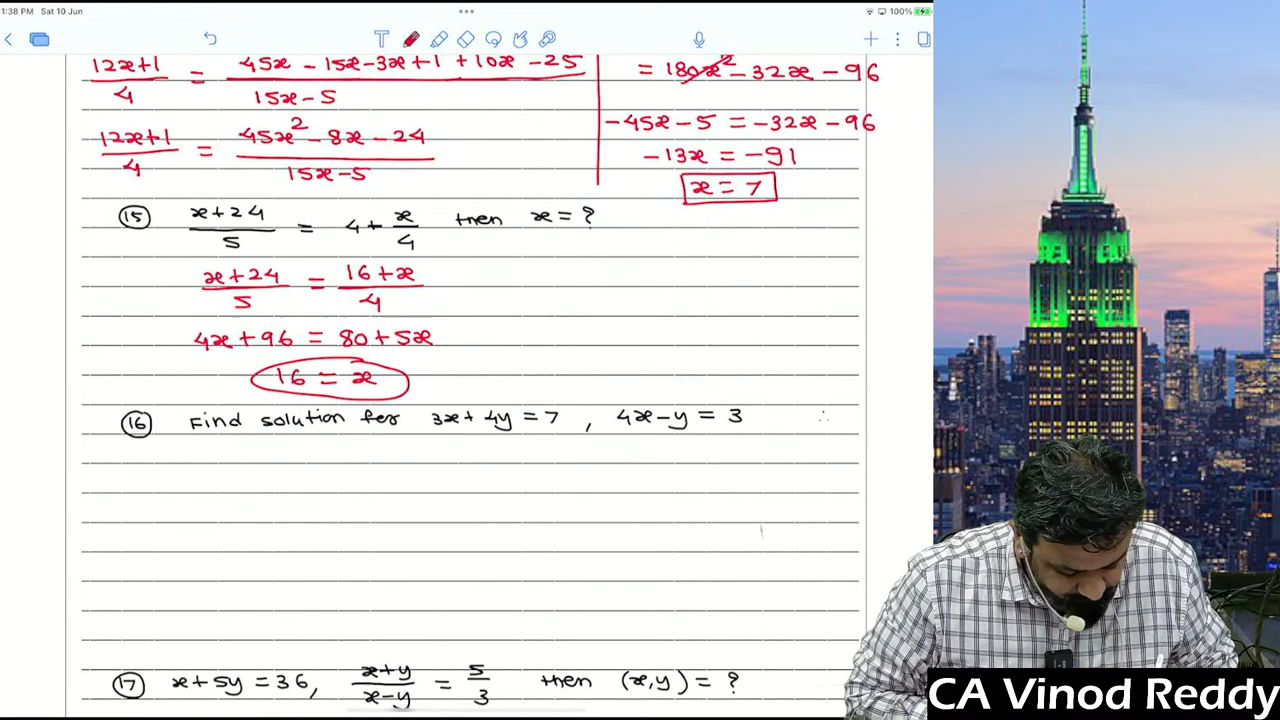 1:38 PM Sat 10 Jun
100%
12x+1/4 = 45x - 15x - 3x + 1 + 10x - 25/15x - 5
= 180x² - 32x - 96
12x+1/4 = 45x² - 8x - 24/15x - 5
-45x - 5 = -32x - 96
-13x = -91
x = 7
15 x+24/5 = 4 + x/4 then x = ?
x+24/5 = 16+x/4
4x + 96 = 80 + 5x
16 = x
16 Find solution for 3x + 4y = 7 , 4x - y = 3
17 x + 5y = 36, x+y/x-y = 5/3 then (x,y) = ?
CA Vinod Reddy